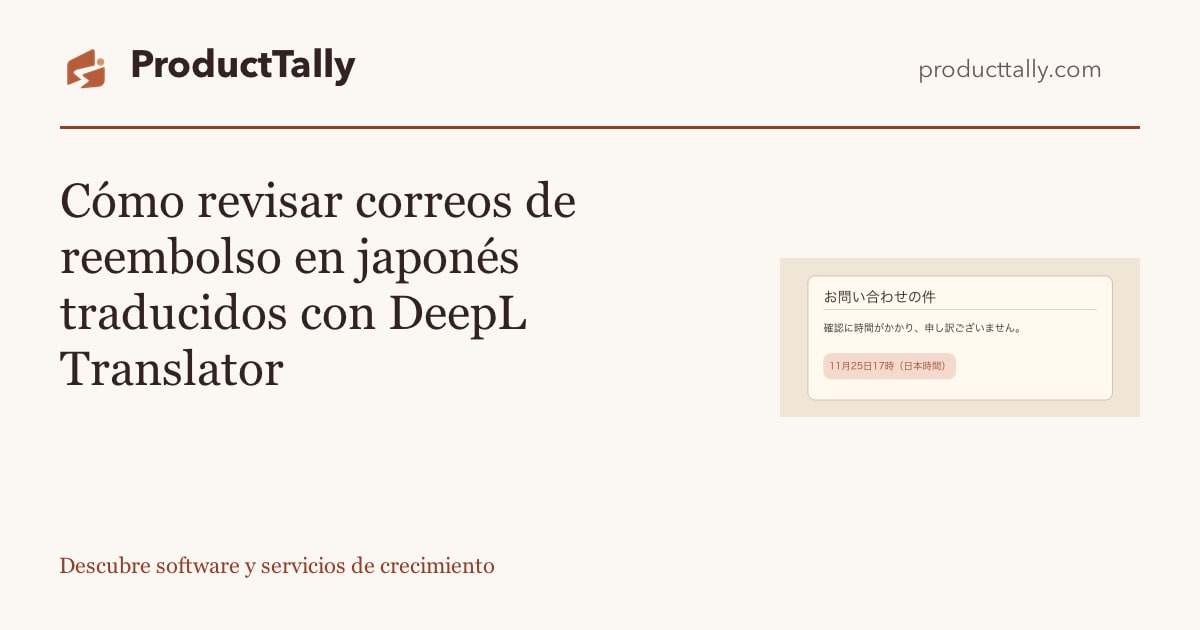 ProductTally
producttally.com
Cómo revisar correos de
reembolso en japonés
traducidos con DeepL
Translator
お問い合わせの件
確認に時間がかかり、申し訳ございません。
11月25日17時（日本時間）
Descubre software y servicios de crecimiento